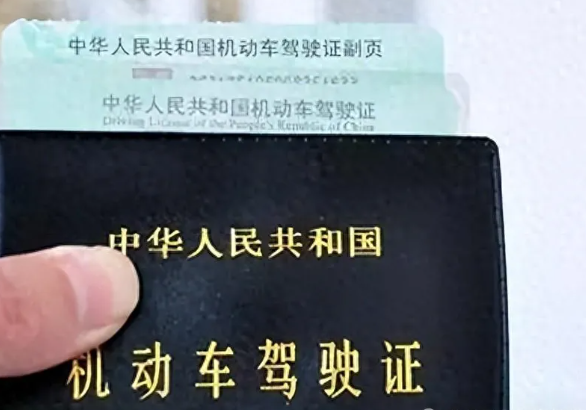 中华人民共和国机动车驾驶证副页
中华人民共和国机动车驾驶证
Driving License of the People's Republic of China
中华人民共和国
机动车驾驶证